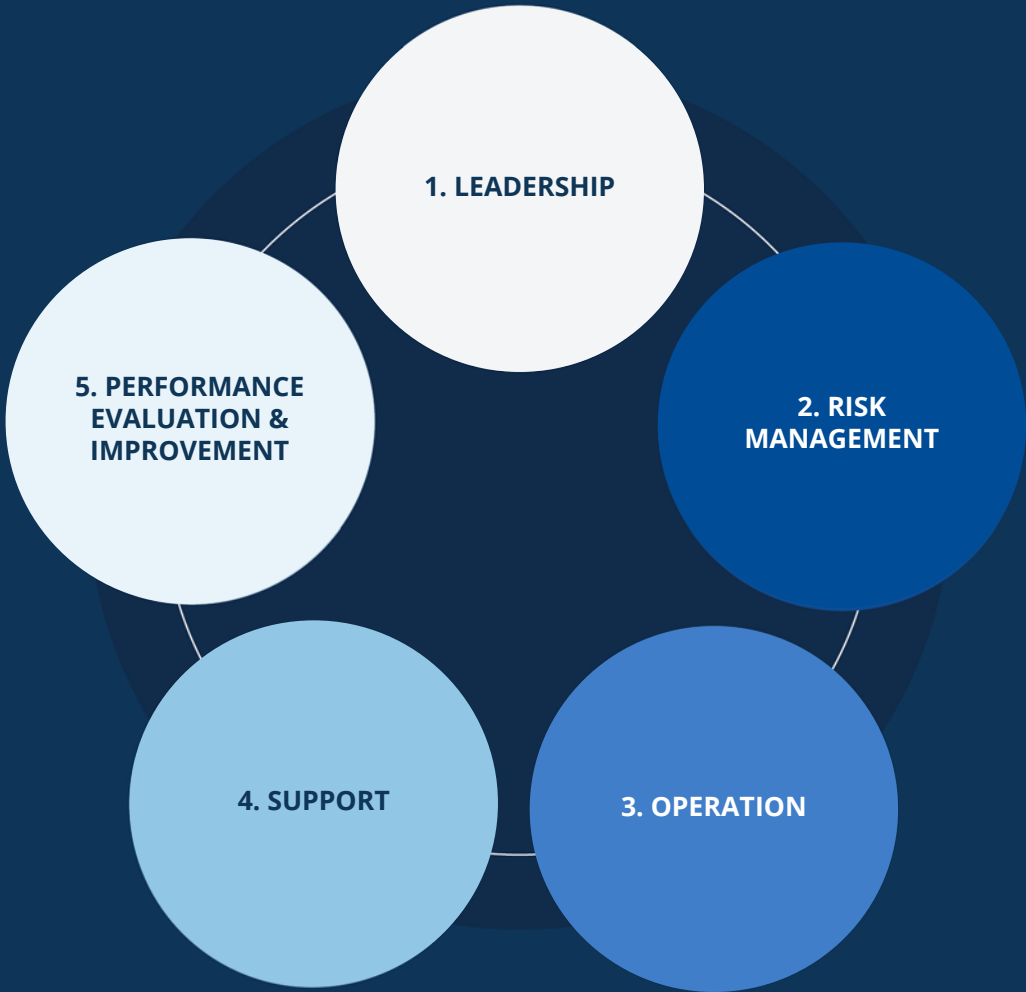 1. LEADERSHIP
2. RISK
MANAGEMENT
3. OPERATION
4. SUPPORT
5. PERFORMANCE
EVALUATION &
IMPROVEMENT